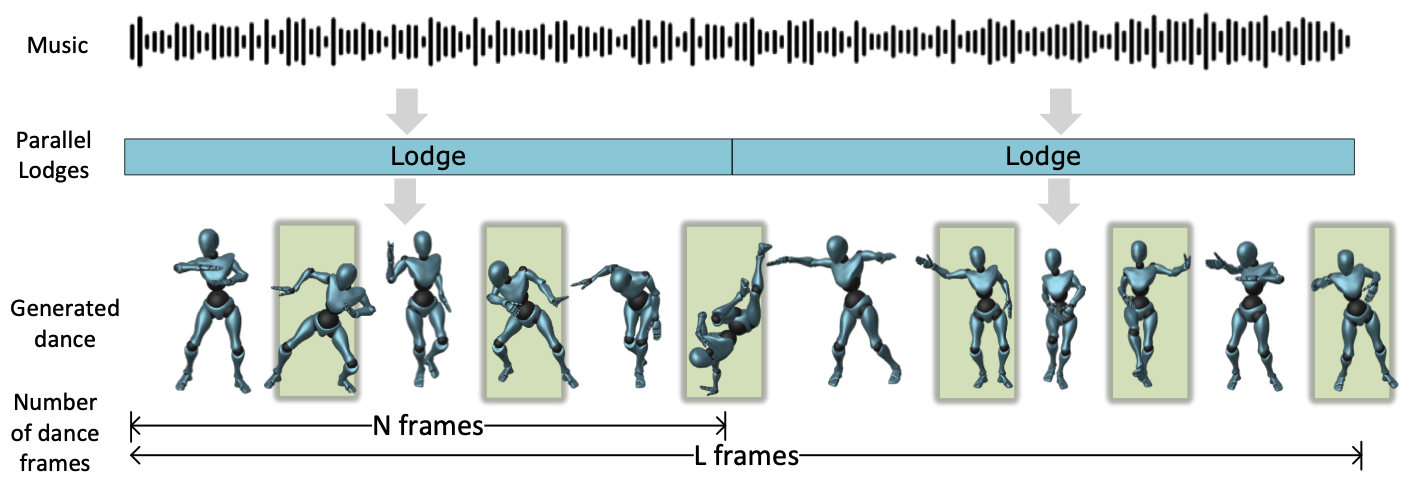 Music
Parallel
Lodges
Lodge
Lodge
Generated
dance
Number
of dance
frames
N frames
L frames